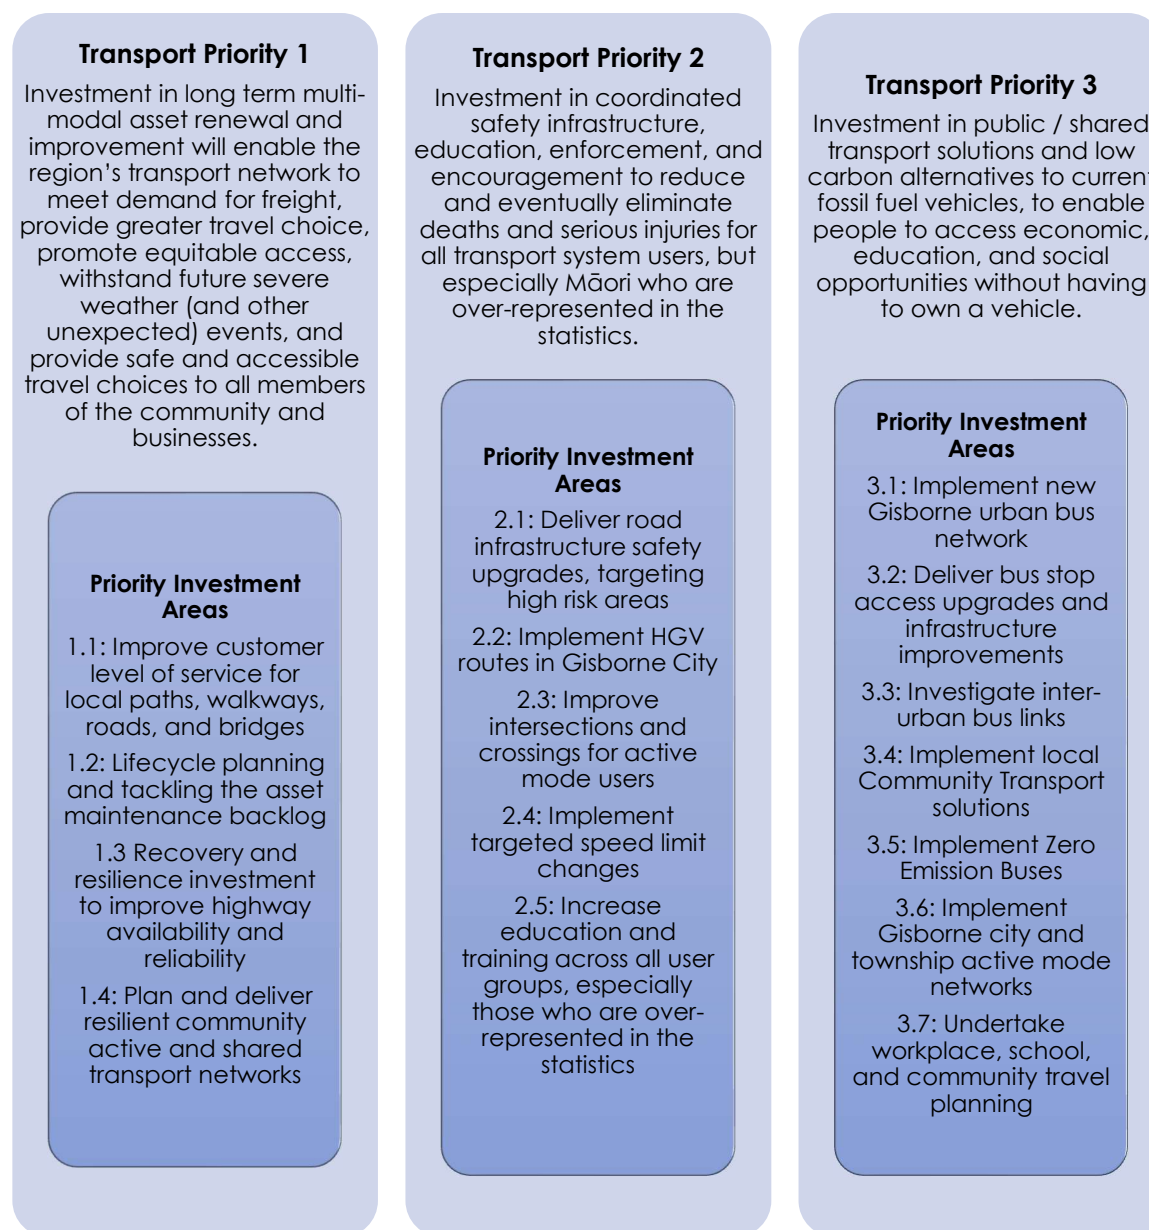 Transport Priority 1
Investment in long term multi-
modal asset renewal and
improvement will enable the
region's transport network to
meet demand for freight,
provide greater travel choice,
promote equitable access,
withstand future severe
weather (and other
unexpected) events, and
provide safe and accessible
travel choices to all members
of the community and
businesses.
Priority Investment
Areas
1.1: Improve customer
level of service for
local paths, walkways,
roads, and bridges
1.2: Lifecycle planning
and tackling the asset
maintenance backlog
1.3 Recovery and
resilience investment
to improve highway
availability and
reliability
1.4: Plan and deliver
resilient community
active and shared
transport networks
Transport Priority 2
Investment in coordinated
safety infrastructure,
education, enforcement, and
encouragement to reduce
and eventually eliminate
deaths and serious injuries for
all transport system users, but
especially Māori who are
over-represented in the
statistics.
Priority Investment
Areas
2.1: Deliver road
infrastructure safety
upgrades, targeting
high risk areas
2.2: Implement HGV
routes in Gisborne City
2.3: Improve
intersections and
crossings for active
mode users
2.4: Implement
targeted speed limit
changes
2.5: Increase
education and
training across all user
groups, especially
those who are over-
represented in the
statistics
Transport Priority 3
Investment in public / shared
transport solutions and low
carbon alternatives to current
fossil fuel vehicles, to enable
people to access economic,
education, and social
opportunities without having
to own a vehicle.
Priority Investment
Areas
3.1: Implement new
Gisborne urban bus
network
3.2: Deliver bus stop
access upgrades and
infrastructure
improvements
3.3: Investigate inter-
urban bus links
3.4: Implement local
Community Transport
solutions
3.5: Implement Zero
Emission Buses
3.6: Implement
Gisborne city and
township active mode
networks
3.7: Undertake
workplace, school,
and community travel
planning